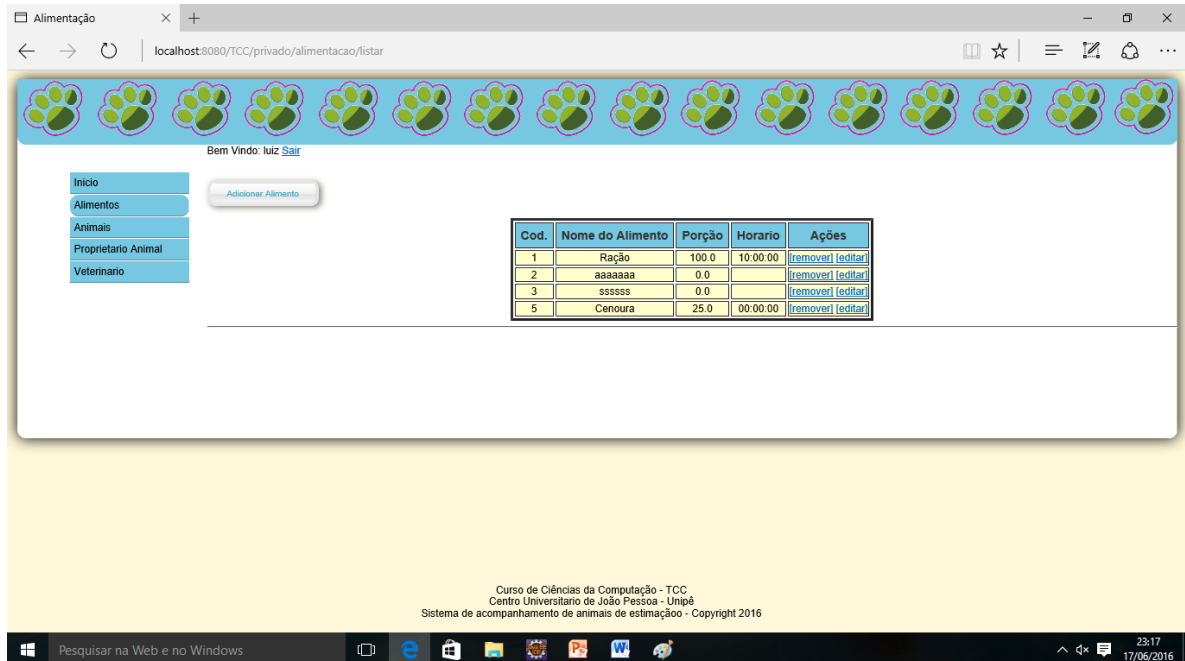 Alimentação
localhost:8080/TCC/privado/alimentacao/listar
Bem Vindo: luiz Sair
Inicio
Alimentos
Animais
Proprietario Animal
Veterinario
Adicionar Alimento
Cod. Nome do Alimento Porção Horario Ações
1 Ração 100.0 10:00:00 [remover] [editar]
2 aaaaaaa 0.0 [remover] [editar]
3 ssssss 0.0 [remover] [editar]
5 Cenoura 25.0 00:00:00 [remover] [editar]
Curso de Ciências da Computação - TCC
Centro Universitario de João Pessoa - Unipê
Sistema de acompanhamento de animais de estimaçãoo - Copyright 2016
Pesquisar na Web e no Windows
23:17
17/06/2016